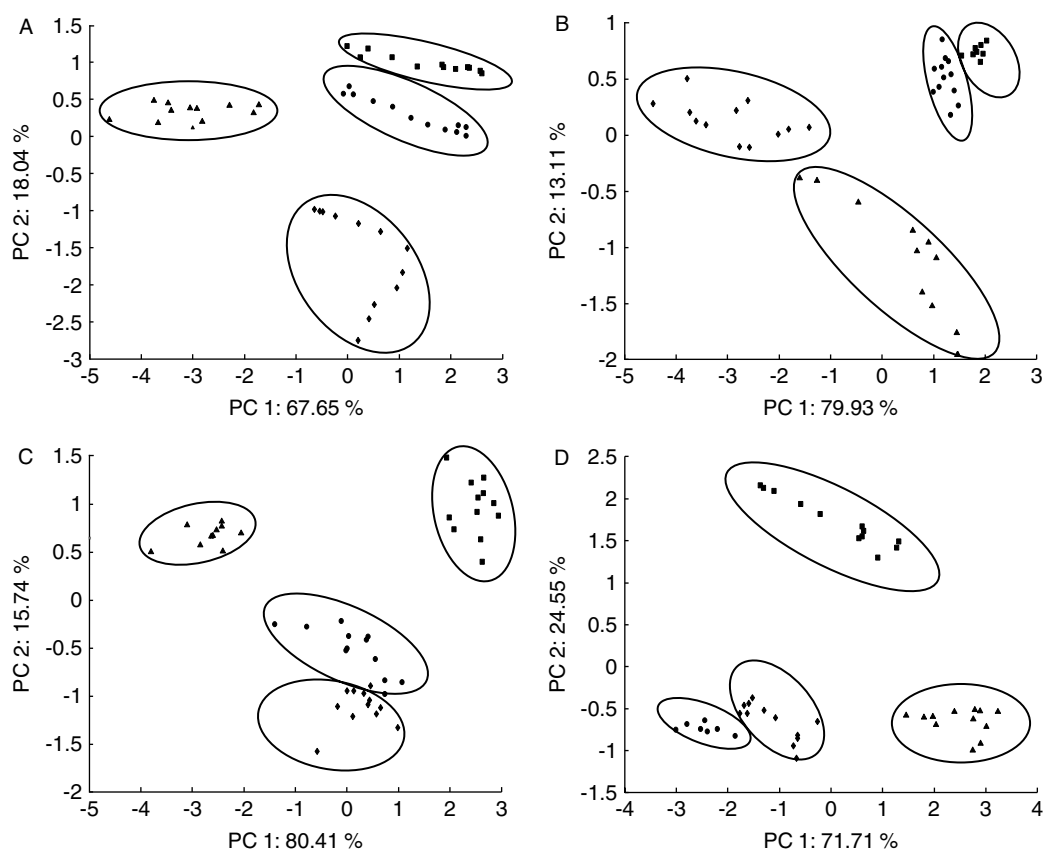 A
1.5
1
0.5
0
-0.5
-1
-1.5
-2
-2.5
-3
PC 2: 18.04 %
-5 -4 -3 -2 -1 0 1 2 3
PC 1: 67.65 %
B
1
0.5
0
-0.5
-1
-1.5
-2
PC 2: 13.11 %
-5 -4 -3 -2 -1 0 1 2 3
PC 1: 79.93 %
C
1.5
1
0.5
0
-0.5
-1
-1.5
-2
PC 2: 15.74 %
-5 -4 -3 -2 -1 0 1 2 3
PC 1: 80.41 %
D
2.5
2
1.5
1
0.5
0
-0.5
-1
-1.5
PC 2: 24.55 %
-4 -3 -2 -1 0 1 2 3 4
PC 1: 71.71 %